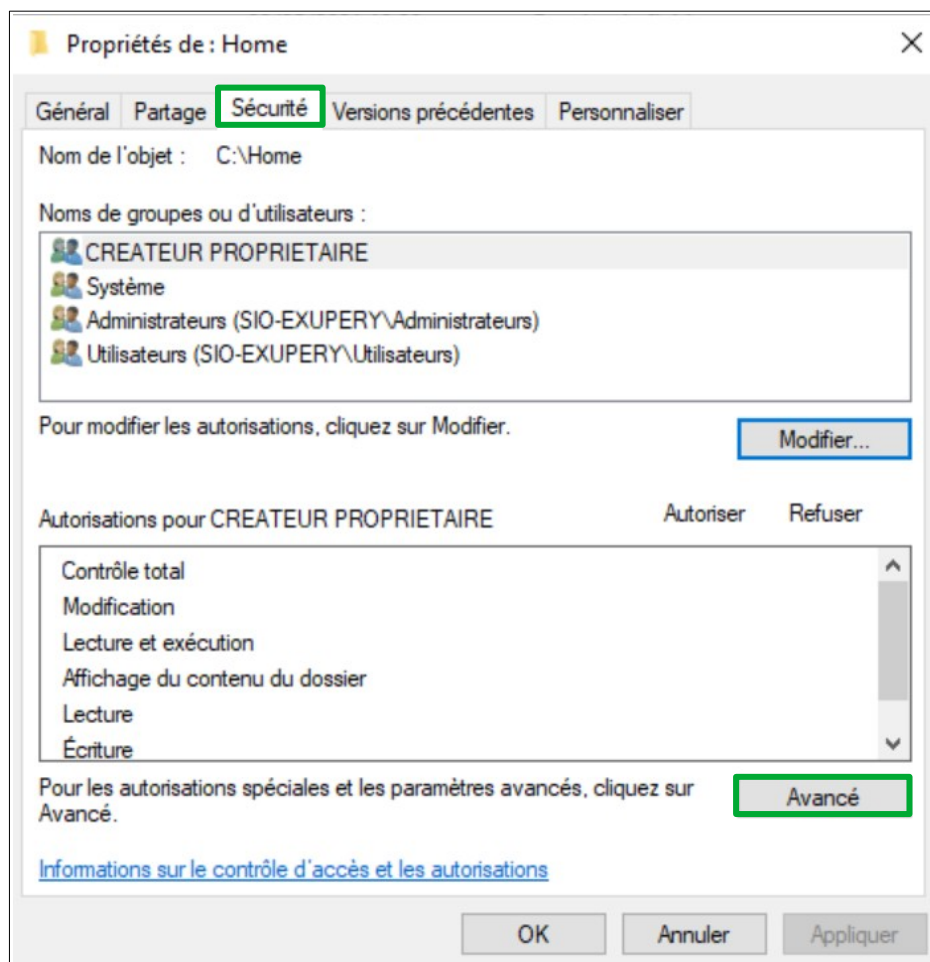 Propriétés de : Home
Général Partage Sécurité Versions précédentes Personnaliser
Nom de l'objet : C:\Home
Noms de groupes ou d'utilisateurs :
CREATEUR PROPRIETAIRE
Système
Administrateurs (SIO-EXUPERY\Administrateurs)
Utilisateurs (SIO-EXUPERY\Utilisateurs)
Pour modifier les autorisations, cliquez sur Modifier.
Modifier...
Autorisations pour CREATEUR PROPRIETAIRE Autoriser Refuser
Contrôle total
Modification
Lecture et exécution
Affichage du contenu du dossier
Lecture
Écriture
Pour les autorisations spéciales et les paramètres avancés, cliquez sur
Avancé.
Avancé
Informations sur le contrôle d'accès et les autorisations
OK Annuler Appliquer